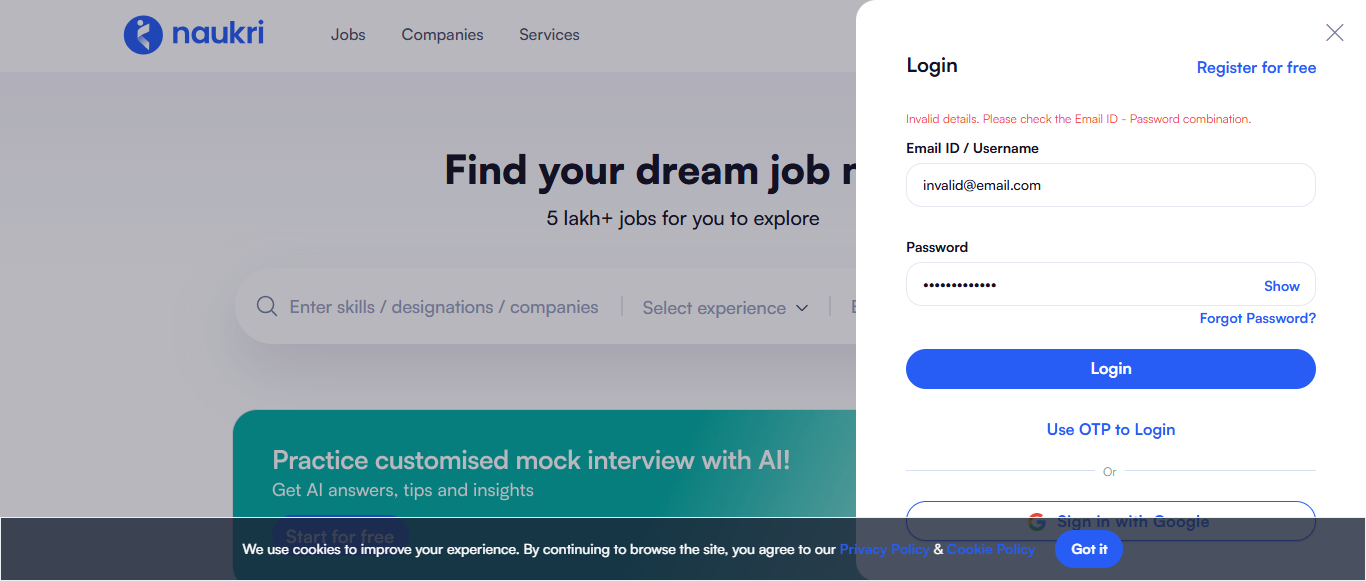 naukri
Jobs
Companies
Services
Find your dream job
5 lakh+ jobs for you to explore
Enter skills / designations / companies
Select experience
Practice customised mock interview with AI!
Get AI answers, tips and insights
Start for free
Login
Register for free
Invalid details. Please check the Email ID - Password combination.
Email ID / Username
invalid@email.com
Password
•••••••••••••
Show
Forgot Password?
Login
Use OTP to Login
Or
Sign in with Google
We use cookies to improve your experience. By continuing to browse the site, you agree to our Privacy Policy & Cookie Policy
Got it